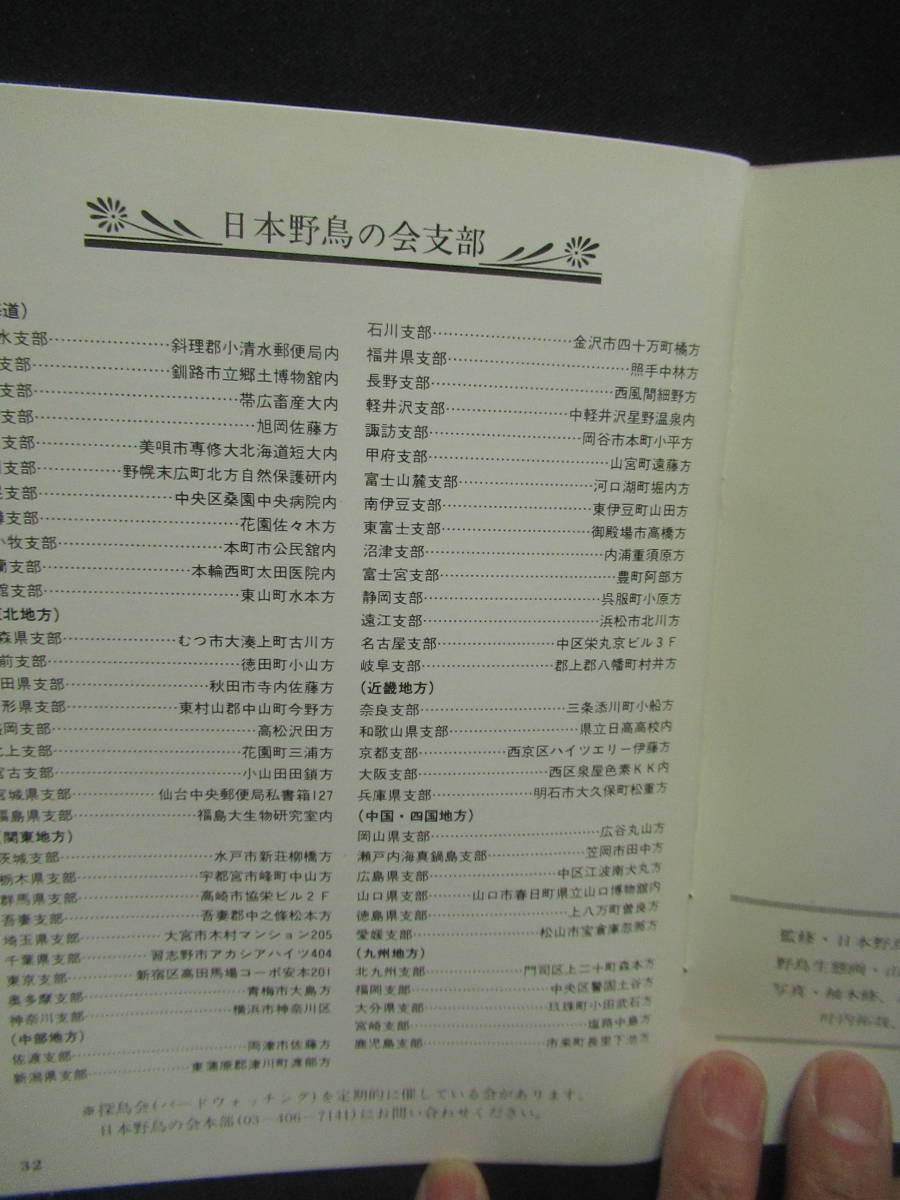 日本野鳥の会支部
道）
水支部……斜理郡小清水郵便局内
支部……釧路市立郷土博物館内
支部……帯広畜産大内
支部……旭岡佐藤方
支部……美唄市専修大北海道短大内
支部……野幌末広町北方自然保護研内
支部……中央区桑園中央病院内
支部……花園佐々木方
小牧支部……本町市公民館内
蘭支部……本輪西町太田医院内
館支部……東山町水本方
北地方）
森県支部……むつ市大湊上町古川方
前支部……徳田町小山方
田県支部……秋田市寺内佐藤方
形県支部……東村山郡中山町今野方
岡支部……高松沢田方
北上支部……花園町三浦方
宮古支部……小山田田鎖方
宮城県支部……仙台中央郵便局私書箱127
福島県支部……福島大生物研究室内
（関東地方）
茨城支部……水戸市新荘柳橋方
栃木県支部……宇都宮市峰町中山方
群馬県支部……高崎市協栄ビル2F
吾妻支部……吾妻郡中之條松本方
埼玉県支部……大宮市木村マンション205
千葉県支部……習志野市アカシアハイツ404
東京支部……新宿区高田馬場コーポ安本201
奥多摩支部……青梅市大島方
神奈川支部……横浜市神奈川区
（中部地方）
佐渡支部……両津市佐藤方
新潟県支部……東蒲原郡津川町渡部方
石川支部……金沢市四十万町橘方
福井県支部……照手中林方
長野支部……西風間細野方
軽井沢支部……中軽井沢星野温泉内
諏訪支部……岡谷市本町小平方
甲府支部……山宮町遠藤方
富士山麓支部……河口湖町堀内方
南伊豆支部……東伊豆町山田方
東富士支部……御殿場市高橋方
沼津支部……内浦重須原方
富士宮支部……豊町阿部方
静岡支部……呉服町小原方
遠江支部……浜松市北川方
名古屋支部……中区栄丸京ビル3F
岐阜支部……郡上郡八幡町村井方
（近畿地方）
奈良支部……三条添川町小船方
和歌山県支部……県立日高高校内
京都支部……西京区ハイツエリー伊藤方
大阪支部……西区泉屋色素KK内
兵庫県支部……明石市大久保町松重方
（中国・四国地方）
岡山県支部……広谷丸山方
瀬戸内海真鍋島支部……笠岡市田中方
広島県支部……中区江波南大丸方
山口県支部……山口市春日町県立山口博物館内
徳島県支部……上八万町曽良方
愛媛支部……松山市宝倉庫忽那方
（九州地方）
北九州支部……門司区上二十町森本方
福岡支部……中央区警固土谷方
大分県支部……玖珠町小田武石方
宮崎支部……塩路中島方
鹿児島支部……市来町長里下池方
※探鳥会（バードウォッチング）を定期的に催している会があります。
日本野鳥の会本部（03—406—7141）にお問い合わせください。
32
監修・日本野鳥
野鳥生態画・
写真・柚木修、